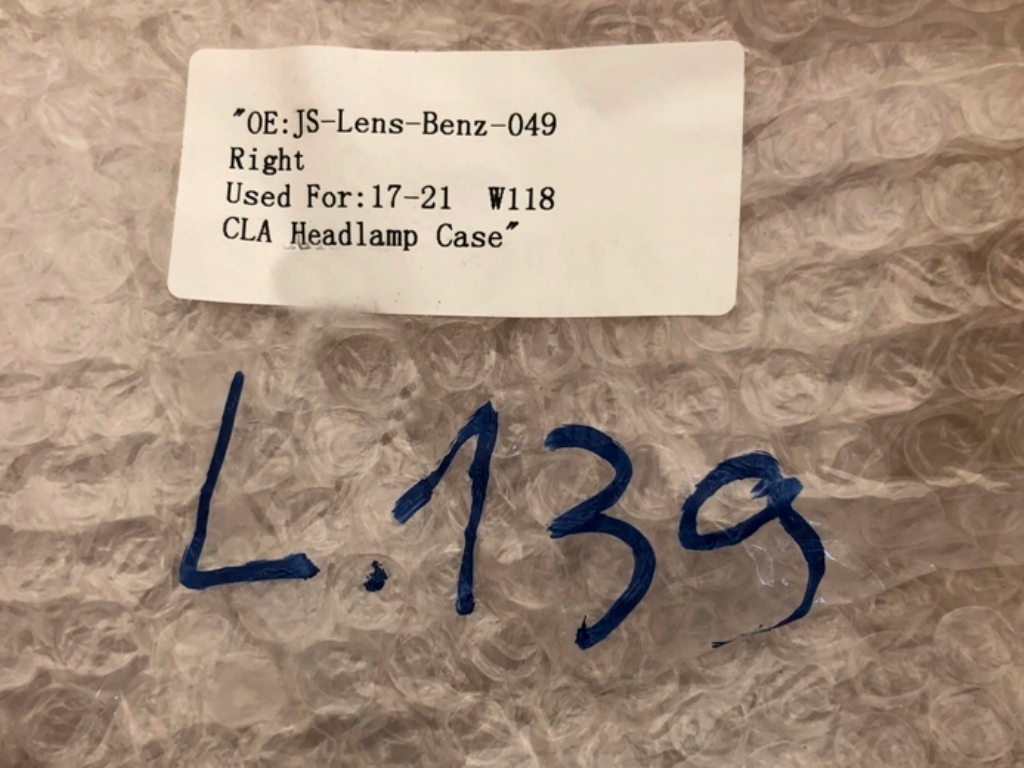 "OE:JS-Lens-Benz-049
Right
Used For:17-21  W118
CLA Headlamp Case"
L.139